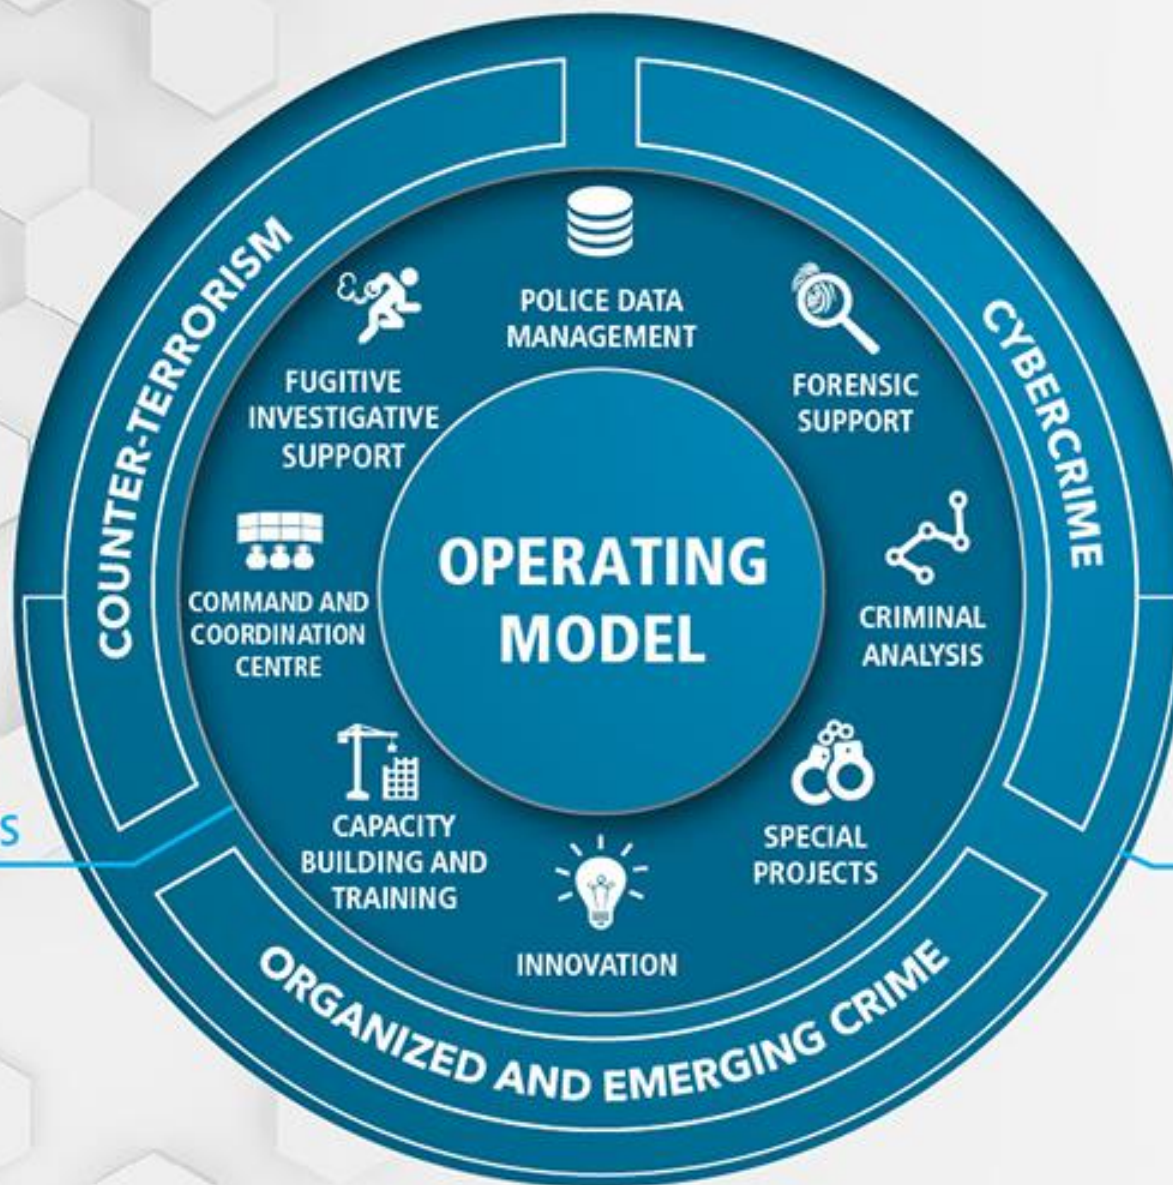 COUNTER-TERRORISM
CYBERCRIME
POLICE DATA
MANAGEMENT
FUGITIVE
INVESTIGATIVE
SUPPORT
FORENSIC
SUPPORT
OPERATING
MODEL
COMMAND AND
COORDINATION
CENTRE
CRIMINAL
ANALYSIS
CAPACITY
BUILDING AND
TRAINING
SPECIAL
PROJECTS
INNOVATION
ORGANIZED AND EMERGING CRIME